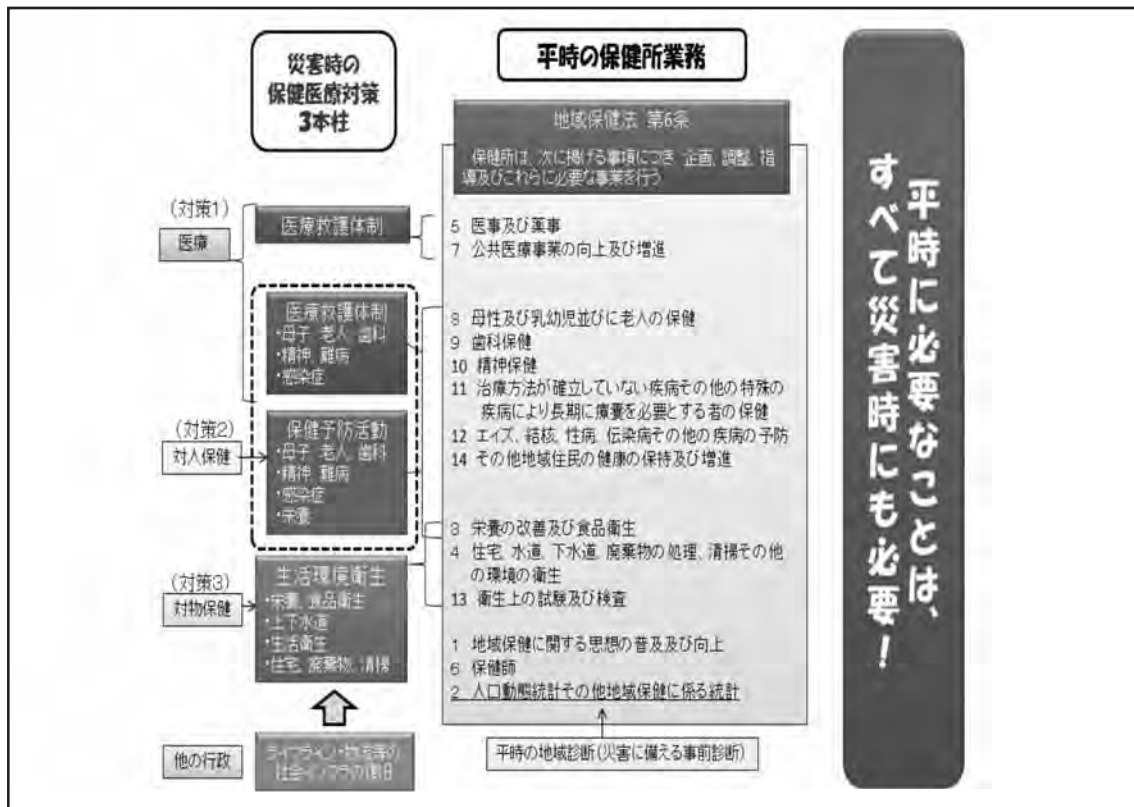 災害時の
保健医療対策
3本柱
平時の保健所業務
地域保健法 第6条
保健所は、次に掲げる事項につき、企画、調整、指
導及びこれらに必要な事業を行う
(対策1)
医療
医療救護体制
5 医事及び薬事
7 公共医療事業の向上及び増進
医療救護体制
・母子、老人、歯科
・精神、難病
・感染症
8 母性及び乳幼児並びに老人の保健
9 歯科保健
10 精神保健
11 治療方法が確立していない疾病その他の特殊の
疾病により長期に療養を必要とする者の保健
12 エイズ、結核、性病、伝染病その他の疾病の予防
14 その他地域住民の健康の保持及び増進
(対策2)
対人保健
保健予防活動
・母子、老人、歯科
・精神、難病
・感染症
・栄養
3 栄養の改善及び食品衛生
4 住宅、水道、下水道、廃棄物の処理、清掃その他
の環境の衛生
13 衛生上の試験及び検査
(対策3)
対物保健
生活環境衛生
・栄養、食品衛生
・上下水道
・生活衛生
・住宅、廃棄物、清掃
1 地域保健に関する思想の普及及び向上
6 保健師
2 人口動態統計その他地域保健に係る統計
平時の地域診断(災害に備える事前診断)
他の行政
ライフライン・物流等の
社会インフラの復旧
平時に必要なことは、
すべて災害時にも必要!